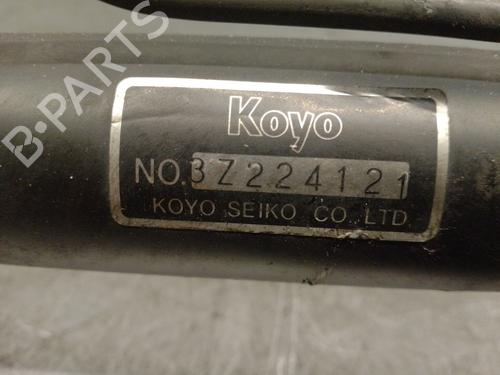 B-PARTS
Koyo
NO.3Z224121
KOYO SEIKO CO.,LTD.